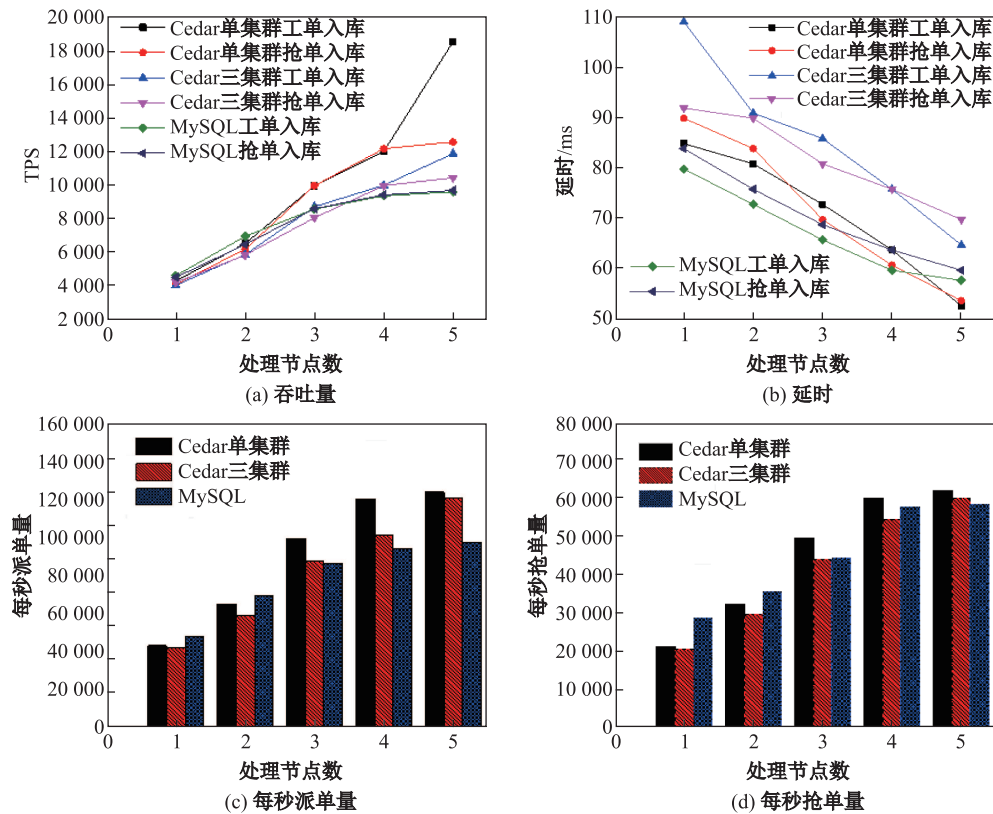 20 000
18 000
16 000
14 000
12 000
10 000
8 000
6 000
4 000
2 000
TPS
Cedar单集群工单入库
Cedar单集群抢单入库
Cedar三集群工单入库
Cedar三集群抢单入库
MySQL工单入库
MySQL抢单入库
0 1 2 3 4 5
处理节点数
(a) 吞吐量
110
100
90
80
70
60
50
延时/ms
Cedar单集群工单入库
Cedar单集群抢单入库
Cedar三集群工单入库
Cedar三集群抢单入库
MySQL工单入库
MySQL抢单入库
0 1 2 3 4 5
处理节点数
(b) 延时
160 000
140 000
120 000
100 000
80 000
60 000
40 000
20 000
0
每秒派单量
Cedar单集群
Cedar三集群
MySQL
0 1 2 3 4 5
处理节点数
(c) 每秒派单量
80 000
70 000
60 000
50 000
40 000
30 000
20 000
10 000
0
每秒抢单量
Cedar单集群
Cedar三集群
MySQL
0 1 2 3 4 5
处理节点数
(d) 每秒抢单量